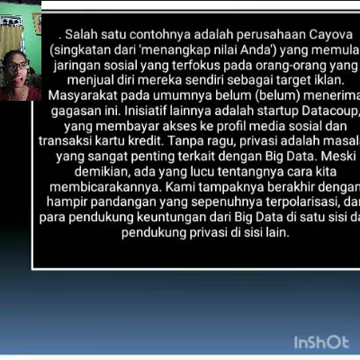 . Salah satu contohnya adalah perusahaan Cayova
(singkatan dari 'menangkap nilai Anda') yang memula
jaringan sosial yang terfokus pada orang-orang yang
menjual diri mereka sendiri sebagai target iklan.
Masyarakat pada umumnya belum (belum) menerima
gagasan ini. Inisiatif lainnya adalah startup Datacoup,
yang membayar akses ke profil media sosial dan
transaksi kartu kredit. Tanpa ragu, privasi adalah masal
yang sangat penting terkait dengan Big Data. Meski
demikian, ada yang lucu tentangnya cara kita
membicarakannya. Kami tampaknya berakhir dengan
hampir pandangan yang sepenuhnya terpolarisasi, dan
para pendukung keuntungan dari Big Data di satu sisi da
pendukung privasi di sisi lain.
InShOt